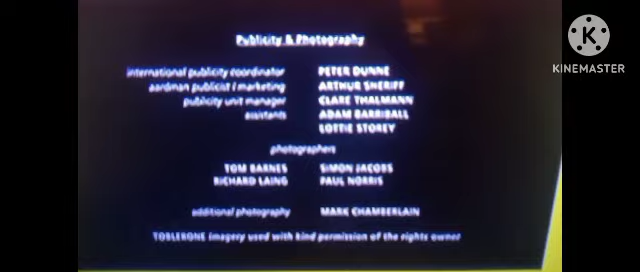 Publicity & Photography
international publicity coordinator PETER DUNNE
aardman publicist / marketing ARTHUR SHERIFF
publicity unit manager CLARE THALMANN
assistants ADAM BARRIBALL
LOTTIE STOREY
photographers
TOM BARNES SIMON JACOBS
RICHARD LAING PAUL NORRIS
additional photography MARK CHAMBERLAIN
TOBLERONE imagery used with kind permission of the rights owner
K
KINEMASTER